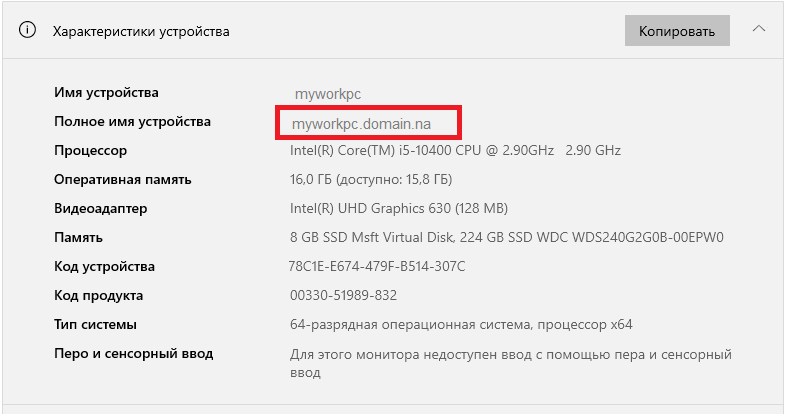 Характеристики устройства Копировать
Имя устройства myworkpc
Полное имя устройства myworkpc.domain.na
Процессор Intel(R) Core(TM) i5-10400 CPU @ 2.90GHz 2.90 GHz
Оперативная память 16,0 ГБ (доступно: 15,8 ГБ)
Видеоадаптер Intel(R) UHD Graphics 630 (128 MB)
Память 8 GB SSD Msft Virtual Disk, 224 GB SSD WDC WDS240G2G0B-00EPW0
Код устройства 78C1E-E674-479F-B514-307C
Код продукта 00330-51989-832
Тип системы 64-разрядная операционная система, процессор x64
Перо и сенсорный ввод Для этого монитора недоступен ввод с помощью пера и сенсорный
ввод